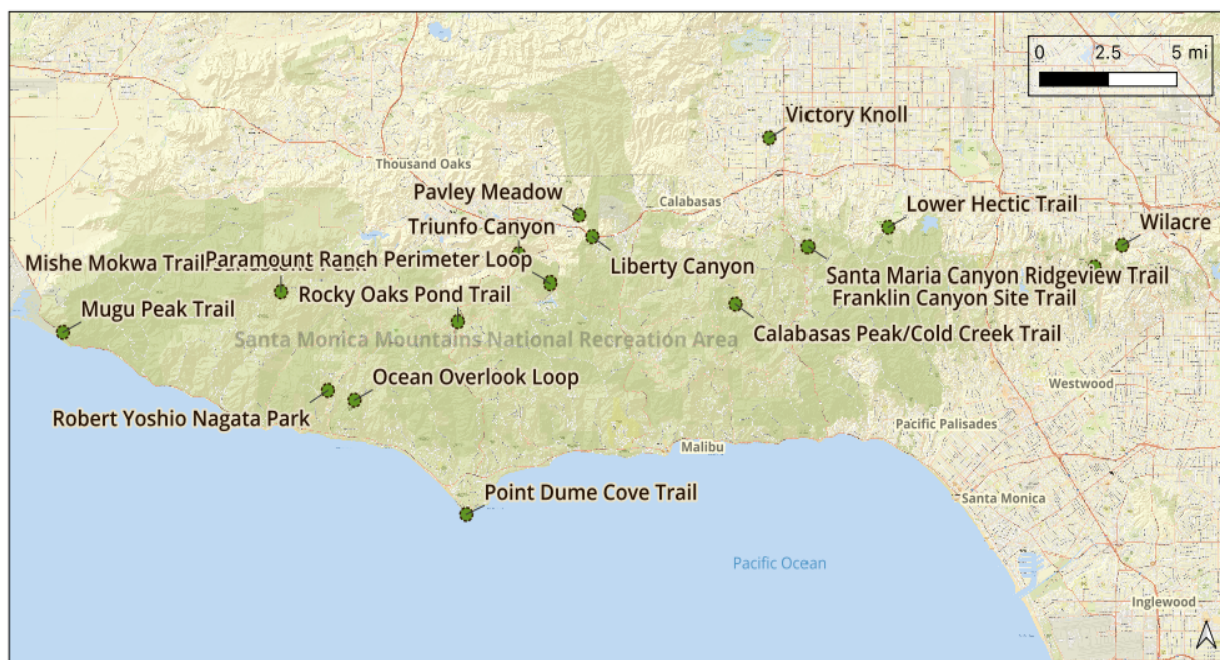 0 2.5 5 mi
Victory Knoll
Thousand Oaks
Pavley Meadow
Calabasas
Lower Hectic Trail
Wilacre
Triunfo Canyon
Mishe Mokwa Trail
Paramount Ranch Perimeter Loop
Liberty Canyon
Santa Maria Canyon Ridgeview Trail
Rocky Oaks Pond Trail
Franklin Canyon Site Trail
Mugu Peak Trail
Calabasas Peak/Cold Creek Trail
Santa Monica Mountains National Recreation Area
Ocean Overlook Loop
Westwood
Robert Yoshio Nagata Park
Pacific Palisades
Malibu
Point Dume Cove Trail
Santa Monica
Pacific Ocean
Inglewood